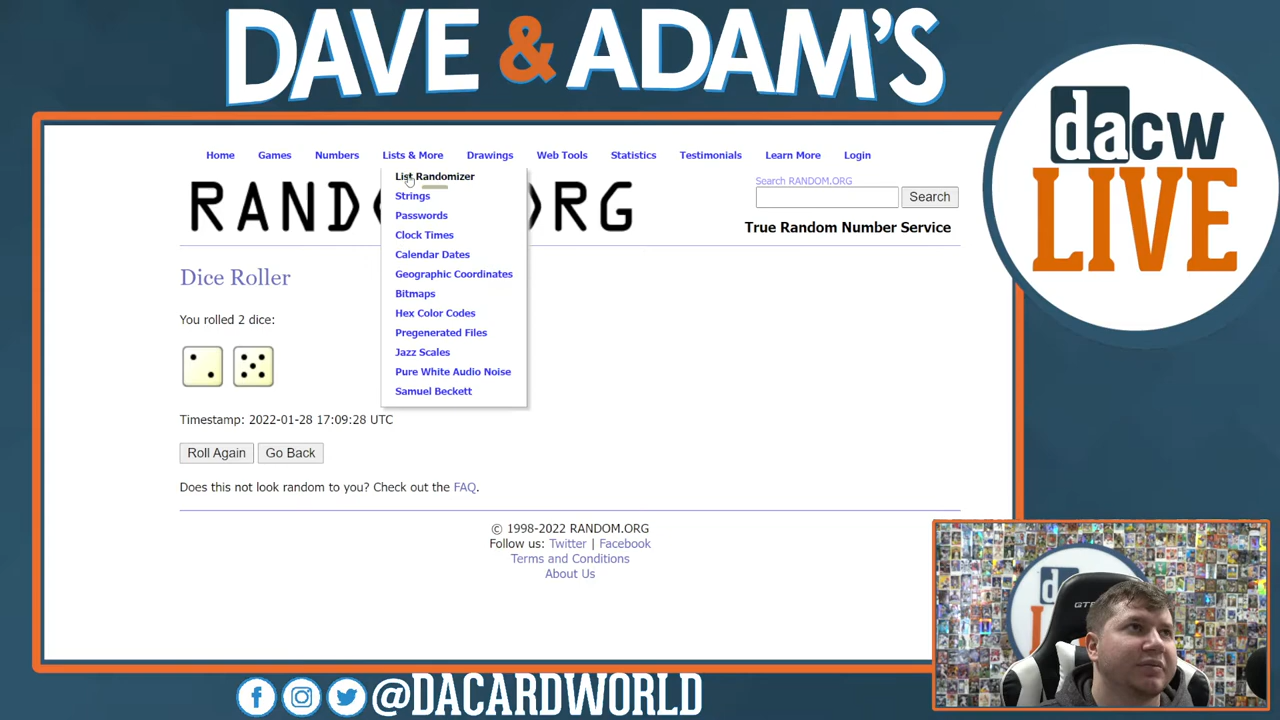 DAVE & ADAM'S
dacw
LIVE
Home Games Numbers Lists & More Drawings Web Tools Statistics Testimonials Learn More Login
List Randomizer
Strings
Passwords
Clock Times
Calendar Dates
Geographic Coordinates
Bitmaps
Hex Color Codes
Pregenerated Files
Jazz Scales
Pure White Audio Noise
Samuel Beckett
Search RANDOM.ORG
Search
True Random Number Service
Dice Roller
You rolled 2 dice:
Timestamp: 2022-01-28 17:09:28 UTC
Roll Again Go Back
Does this not look random to you? Check out the FAQ.
© 1998-2022 RANDOM.ORG
Follow us: Twitter | Facebook
Terms and Conditions
About Us
@DACARDWORLD